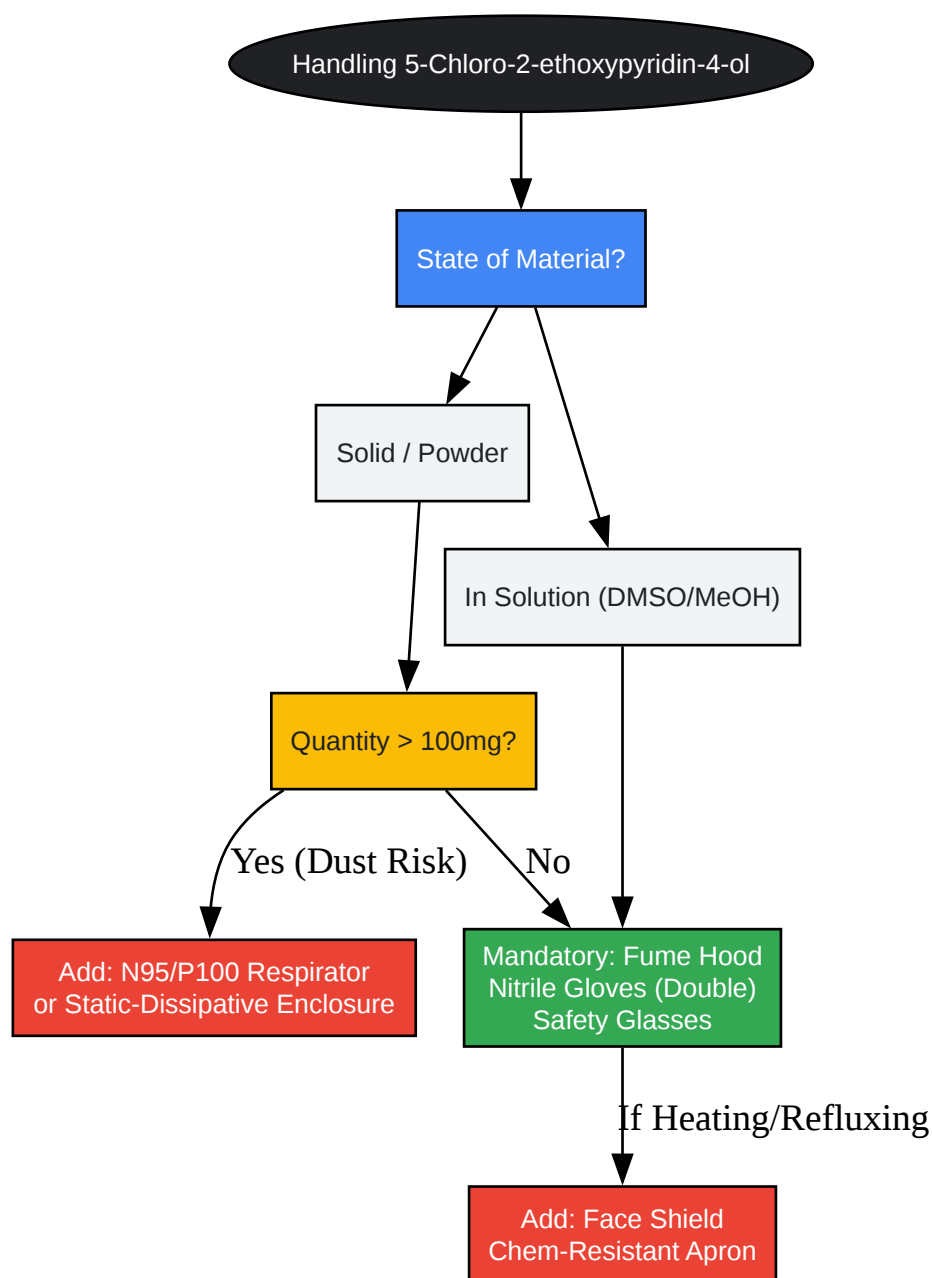 Handling 5-Chloro-2-ethoxypyridin-4-ol
State of Material?
Solid / Powder
In Solution (DMSO/MeOH)
Quantity > 100mg?
Yes (Dust Risk)
No
Add: N95/P100 Respirator
or Static-Dissipative Enclosure
Mandatory: Fume Hood
Nitrile Gloves (Double)
Safety Glasses
If Heating/Refluxing
Add: Face Shield
Chem-Resistant Apron